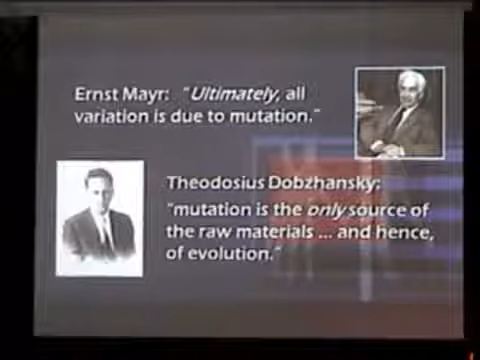 Ernst Mayr: "Ultimately, all
variation is due to mutation."
Theodosius Dobzhansky:
"mutation is the only source of
the raw materials ... and hence,
of evolution."